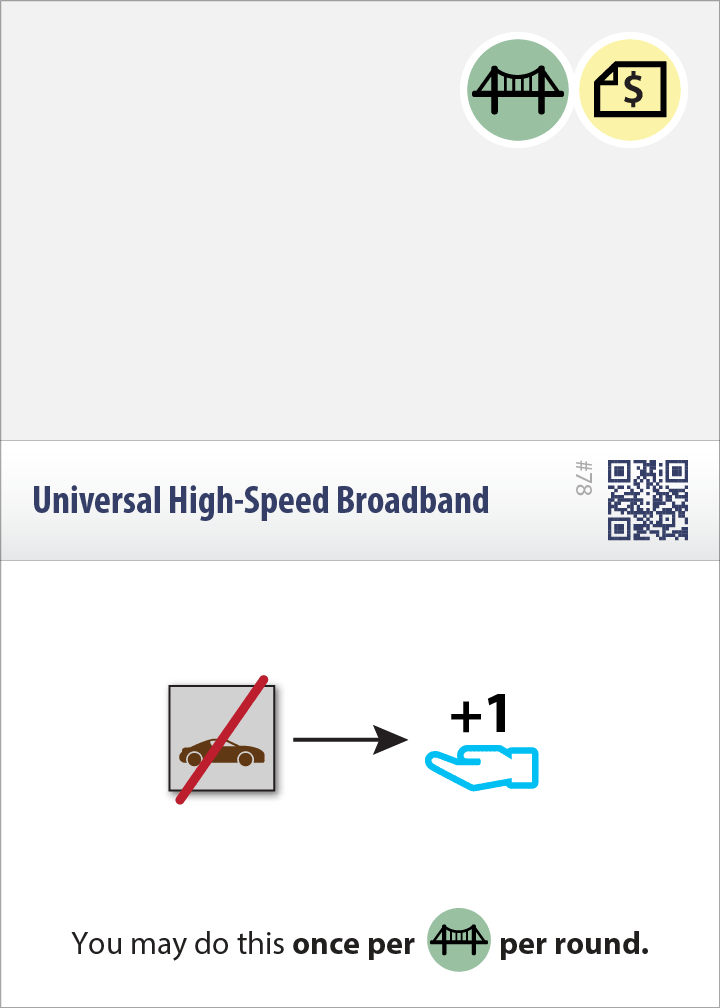 $
Universal High-Speed Broadband
#78
+1
You may do this once per per round.